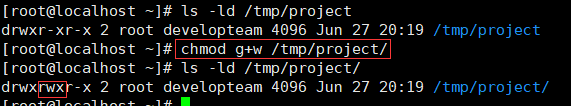 [root@localhost ~]# ls -ld /tmp/project
drwxr-xr-x 2 root developteam 4096 Jun 27 20:19 /tmp/project
[root@localhost ~]# chmod g+w /tmp/project/
[root@localhost ~]# ls -ld /tmp/project/
drwxrwxr-x 2 root developteam 4096 Jun 27 20:19 /tmp/project/
[root@localhost ~]#